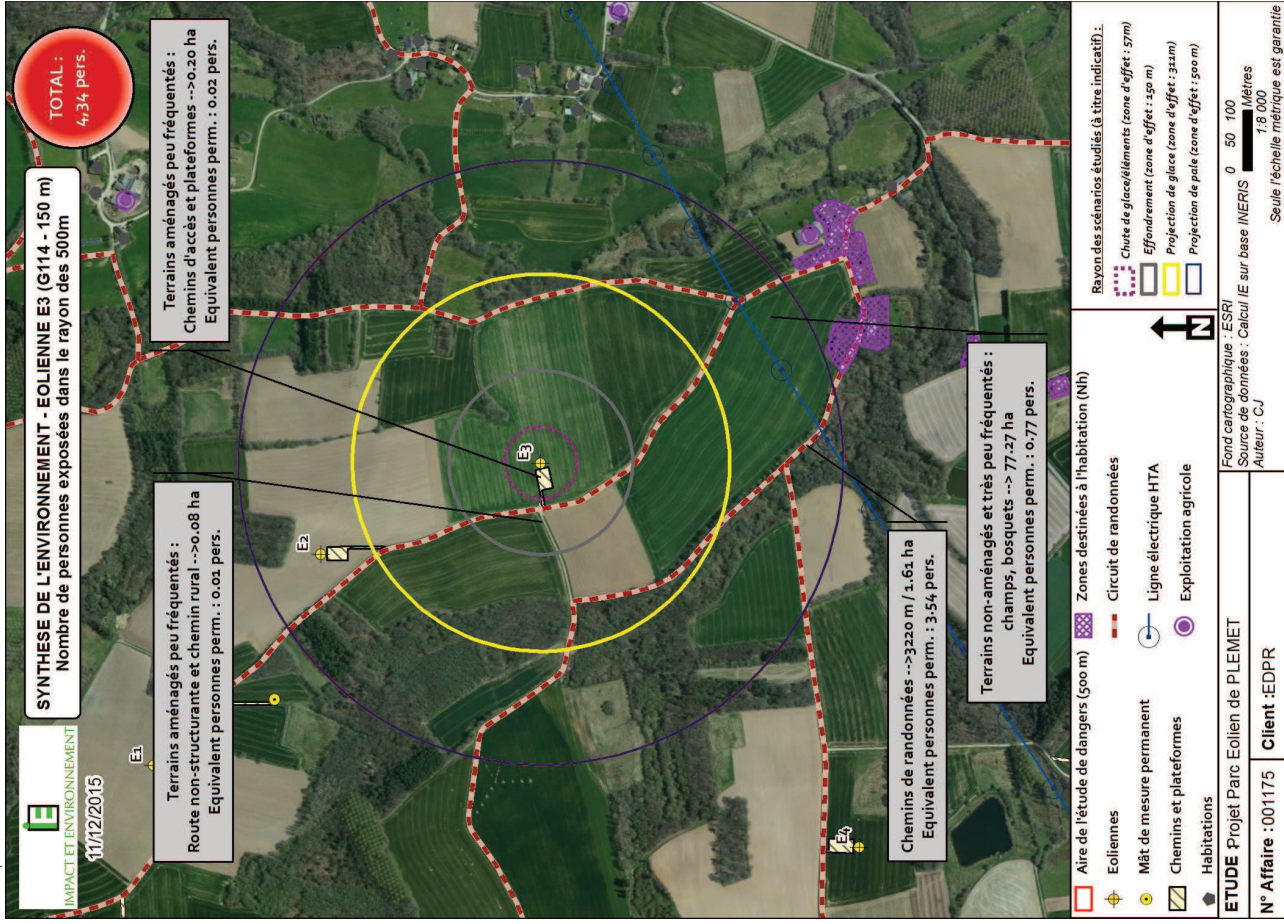 IMPACT ET ENVIRONNEMENT
11/12/2015
SYNTHESE DE L'ENVIRONNEMENT - EOLIENNE E3 (G114 - 150 m)
Nombre de personnes exposées dans le rayon des 500m
TOTAL :
4,34 pers.
Terrains aménagés peu fréquentés :
Route non-structurante et chemin rural -->0.08 ha
Equivalent personnes perm. : 0.01 pers.
Terrains aménagés peu fréquentés :
Chemins d'accès et plateformes -->0.20 ha
Equivalent personnes perm. : 0.02 pers.
E1
E2
E3
E4
Chemins de randonnées -->3220 m / 1.61 ha
Equivalent personnes perm. : 3.54 pers.
Terrains non-aménagés et très peu fréquentés :
champs, bosquets --> 77.27 ha
Equivalent personnes perm. : 0.77 pers.
Aire de l'étude de dangers (500 m)
Eoliennes
Mât de mesure permanent
Chemins et plateformes
Habitations
Zones destinées à l'habitation (Nh)
Circuit de randonnées
Ligne électrique HTA
Exploitation agricole
N
Rayon des scénarios étudiés (à titre indicatif) :
Chute de glace/éléments (zone d'effet : 57m)
Effondrement (zone d'effet : 150 m)
Projection de glace (zone d'effet : 312m)
Projection de pale (zone d'effet : 500 m)
ETUDE : Projet Parc Eolien de PLEMET
N° Affaire : 001175
Client : EDPR
Fond cartographique : ESRI
Source de données : Calcul IE sur base INERIS
Auteur : CJ
0 50 100
Mètres
1:8 000
Seule l'échelle métrique est garantie